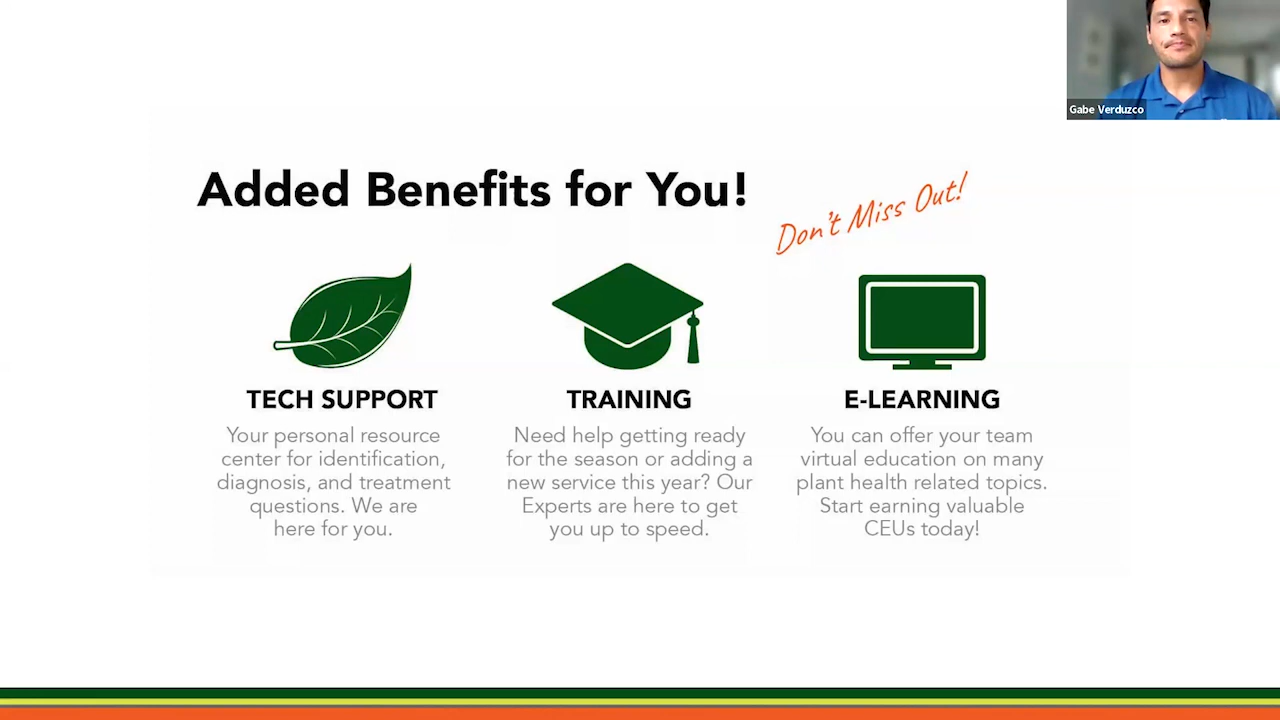 Gabe Verduzco
Added Benefits for You!
Don't Miss Out!
TECH SUPPORT
Your personal resource
center for identification,
diagnosis, and treatment
questions. We are
here for you.
TRAINING
Need help getting ready
for the season or adding a
new service this year? Our
Experts are here to get
you up to speed.
E-LEARNING
You can offer your team
virtual education on many
plant health related topics.
Start earning valuable
CEUs today!